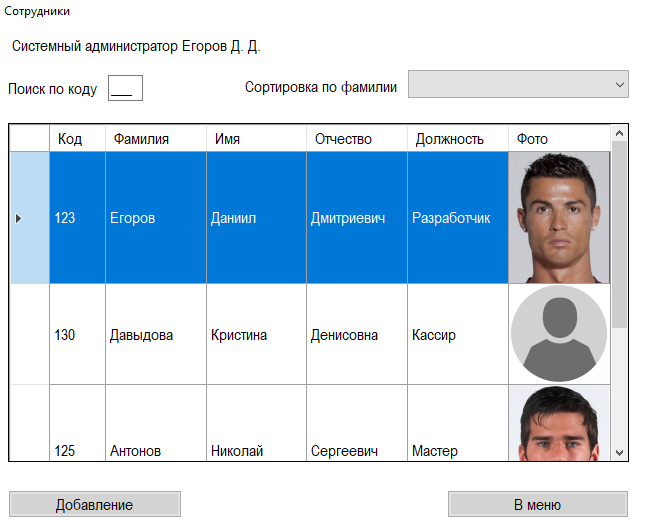 Сотрудники
Системный администратор Егоров Д. Д.
Поиск по коду ___ Сортировка по фамилии
Код Фамилия Имя Отчество Должность Фото
123 Егоров Даниил Дмитриевич Разработчик
130 Давыдова Кристина Денисовна Кассир
125 Антонов Николай Сергеевич Мастер
Добавление В меню